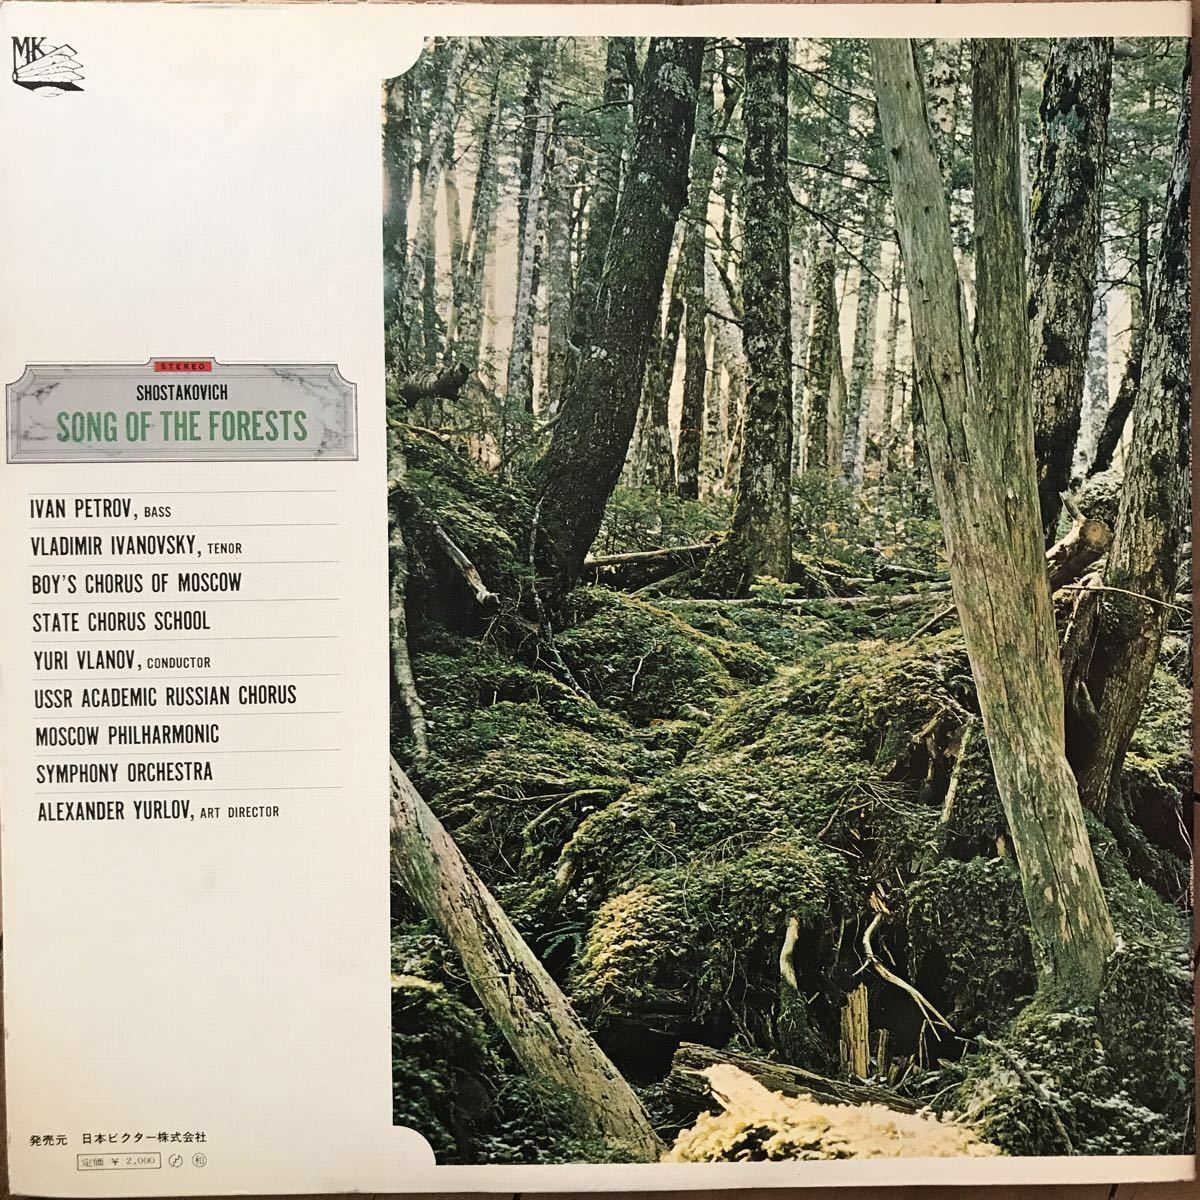 MK
STEREO
SHOSTAKOVICH
SONG OF THE FORESTS
IVAN PETROV, BASS
VLADIMIR IVANOVSKY, TENOR
BOY'S CHORUS OF MOSCOW
STATE CHORUS SCHOOL
YURI VLANOV, CONDUCTOR
USSR ACADEMIC RUSSIAN CHORUS
MOSCOW PHILHARMONIC
SYMPHONY ORCHESTRA
ALEXANDER YURLOV, ART DIRECTOR
発売元 日本ビクター株式会社
定価 ¥ 2,000 和